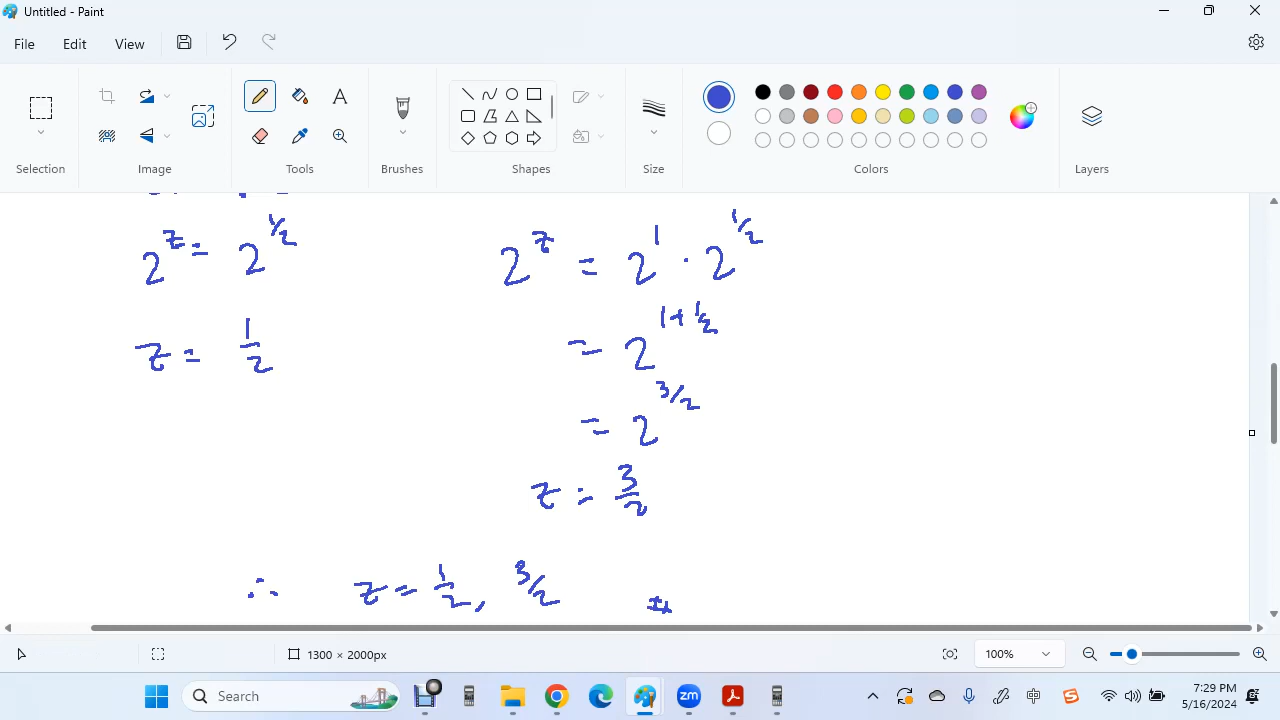 Untitled - Paint
File Edit View
Selection Image Tools Brushes Shapes Size Colors Layers
2^z = 2^1/2
z = 1/2
2^z = 2^1 · 2^1/2
= 2^1+1/2
= 2^3/2
z = 3/2
∴ z = 1/2, 3/2
1300 × 2000px
100%
Search
zm
S
7:29 PM
5/16/2024